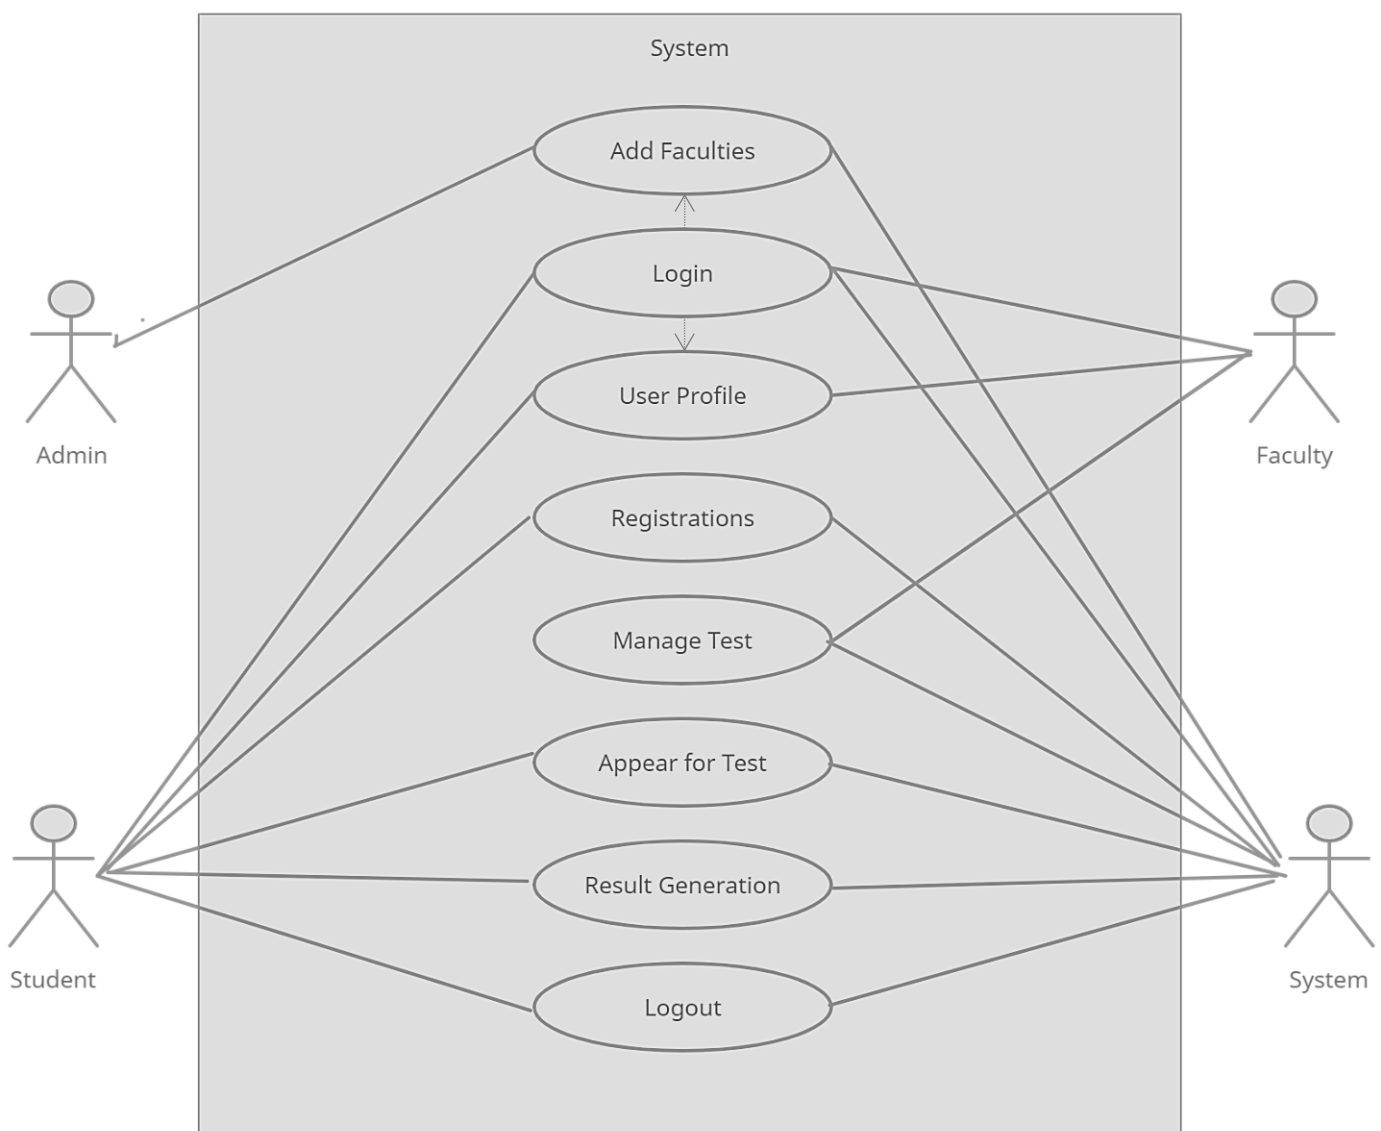 System
Add Faculties
Login
User Profile
Registrations
Manage Test
Appear for Test
Result Generation
Logout
Admin
Faculty
Student
System